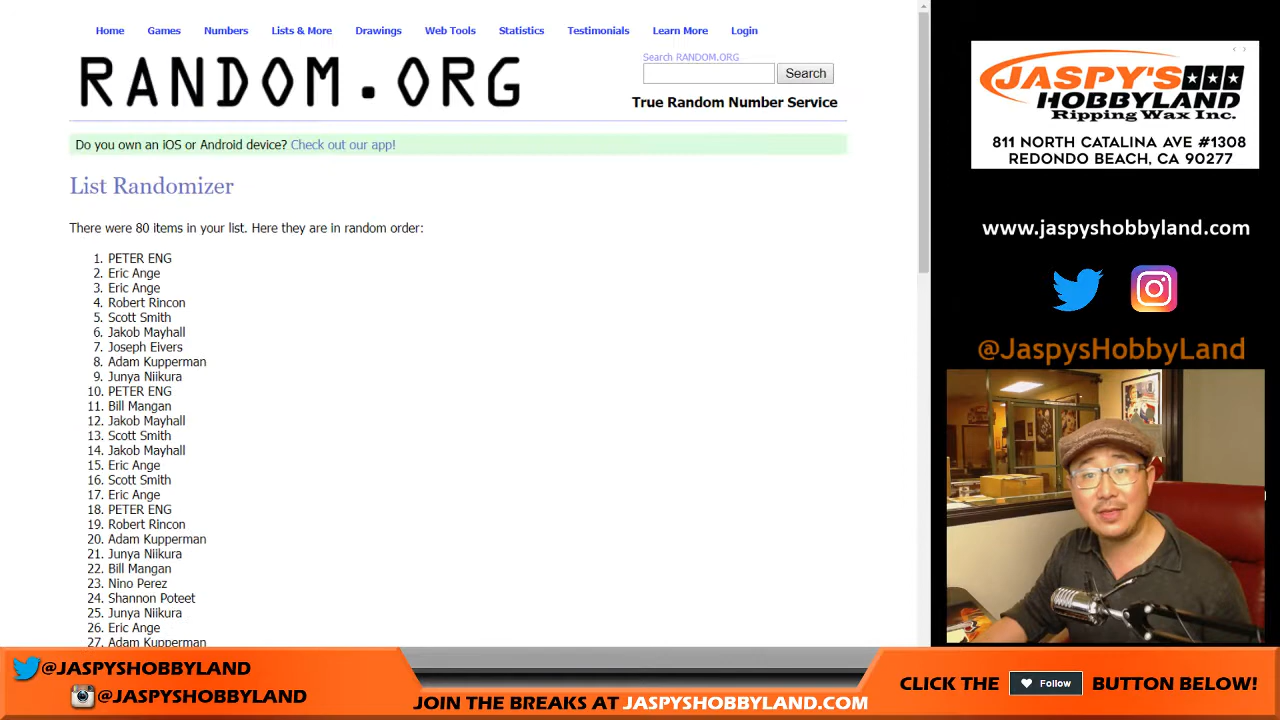 Home Games Numbers Lists & More Drawings Web Tools Statistics Testimonials Learn More Login
RANDOM.ORG
Search RANDOM.ORG
Search
True Random Number Service
Do you own an iOS or Android device? Check out our app!
List Randomizer
There were 80 items in your list. Here they are in random order:
1. PETER ENG
2. Eric Ange
3. Eric Ange
4. Robert Rincon
5. Scott Smith
6. Jakob Mayhall
7. Joseph Eivers
8. Adam Kupperman
9. Junya Niikura
10. PETER ENG
11. Bill Mangan
12. Jakob Mayhall
13. Scott Smith
14. Jakob Mayhall
15. Eric Ange
16. Scott Smith
17. Eric Ange
18. PETER ENG
19. Robert Rincon
20. Adam Kupperman
21. Junya Niikura
22. Bill Mangan
23. Nino Perez
24. Shannon Poteet
25. Junya Niikura
26. Eric Ange
27. Adam Kupperman
JASPY'S
HOBBYLAND
Ripping Wax Inc.
811 NORTH CATALINA AVE #1308
REDONDO BEACH, CA 90277
www.jaspyshobbyland.com
@JaspysHobbyLand
@JASPYSHOBBYLAND
@JASPYSHOBBYLAND
JOIN THE BREAKS AT JASPYSHOBBYLAND.COM
CLICK THE Follow BUTTON BELOW!